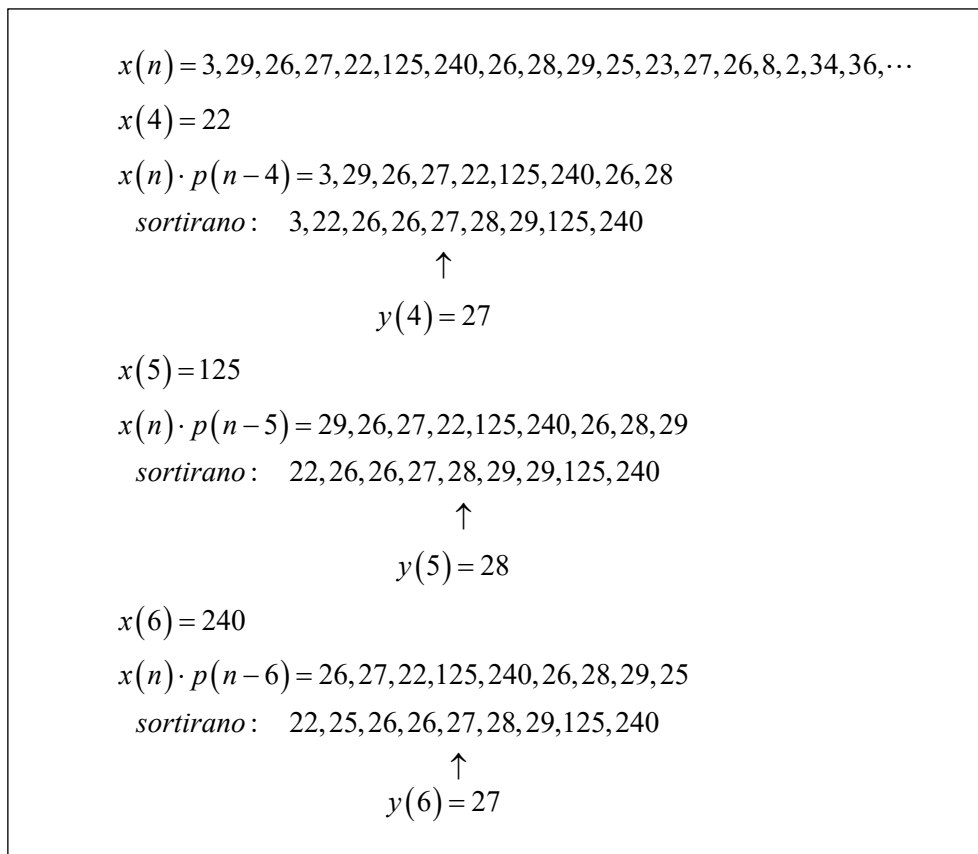 x(n) = 3, 29, 26, 27, 22, 125, 240, 26, 28, 29, 25, 23, 27, 26, 8, 2, 34, 36, ⋯
x(4) = 22
x(n) · p(n − 4) = 3, 29, 26, 27, 22, 125, 240, 26, 28
sortirano : 3, 22, 26, 26, 27, 28, 29, 125, 240
↑
y(4) = 27
x(5) = 125
x(n) · p(n − 5) = 29, 26, 27, 22, 125, 240, 26, 28, 29
sortirano : 22, 26, 26, 27, 28, 29, 29, 125, 240
↑
y(5) = 28
x(6) = 240
x(n) · p(n − 6) = 26, 27, 22, 125, 240, 26, 28, 29, 25
sortirano : 22, 25, 26, 26, 27, 28, 29, 125, 240
↑
y(6) = 27